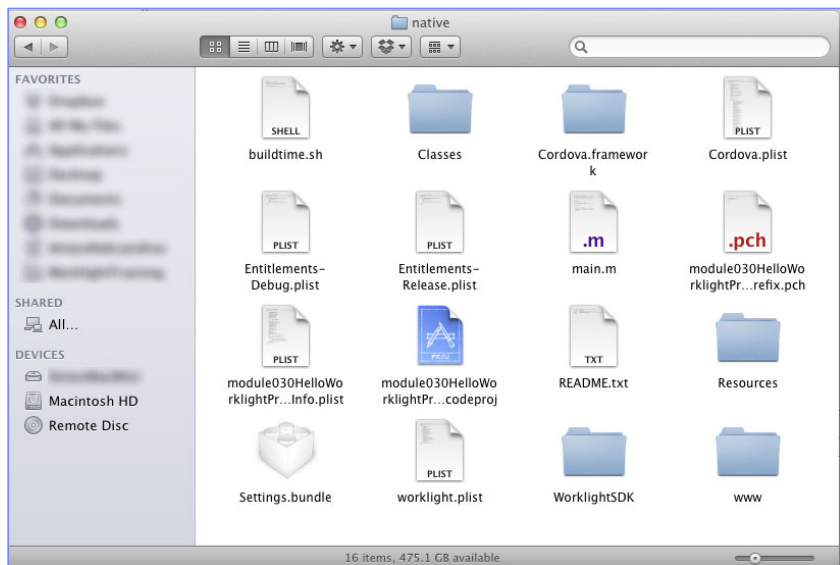 native
FAVORITES
SHARED
All...
DEVICES
Macintosh HD
Remote Disc
SHELL
buildtime.sh
Classes
Cordova.framewor
k
PLIST
Cordova.plist
PLIST
Entitlements-
Debug.plist
PLIST
Entitlements-
Release.plist
.m
main.m
.pch
module030HelloWo
rklightPr...refix.pch
PLIST
module030HelloWo
rklightPr...Info.plist
PROJ
module030HelloWo
rklightPr...codeproj
TXT
README.txt
Resources
Settings.bundle
PLIST
worklight.plist
WorklightSDK
www
16 items, 475.1 GB available